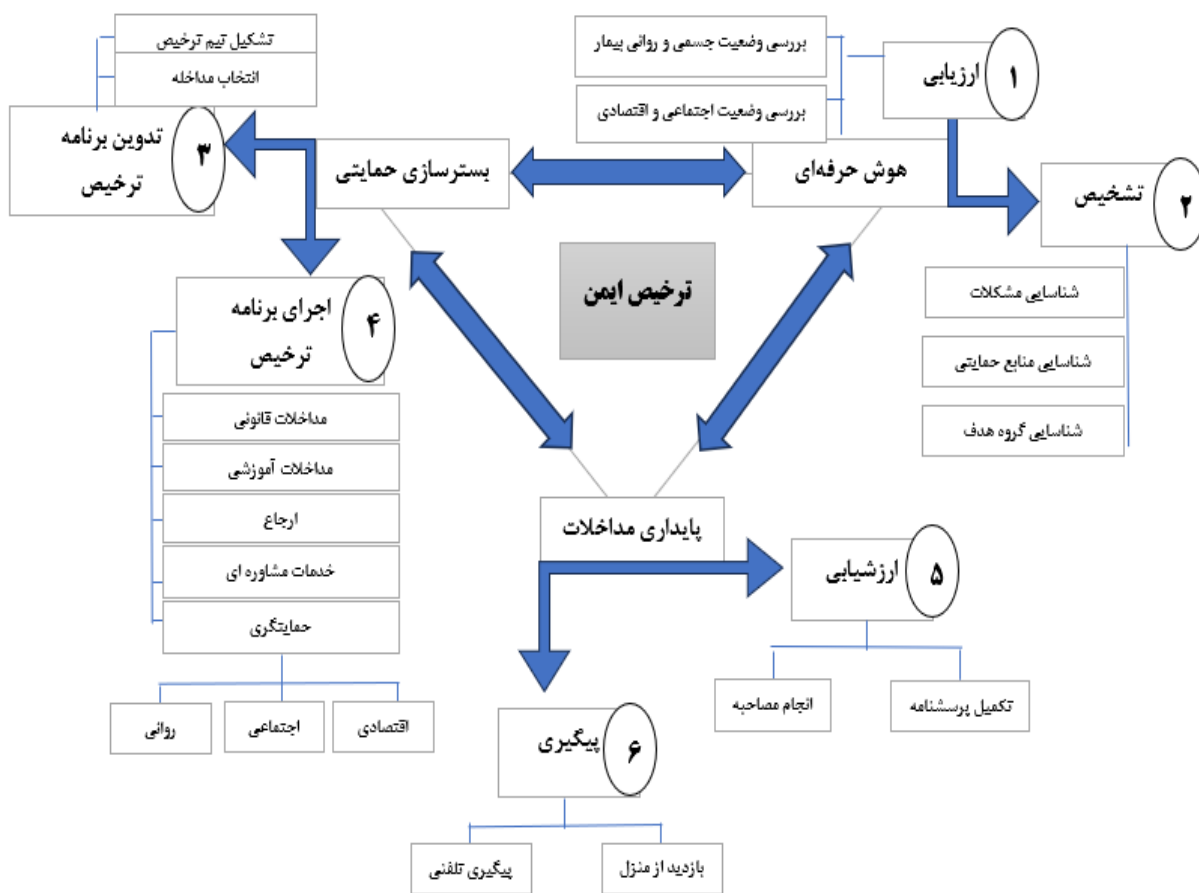 ارزیابی
۱
بررسی وضعیت جسمی و روانی بیمار
بررسی وضعیت اجتماعی و اقتصادی
هوش حرفه‌ای
تشخیص
۲
شناسایی مشکلات
شناسایی منابع حمایتی
شناسایی گروه هدف
تشکیل تیم ترخیص
انتخاب مداخله
تدوین برنامه
ترخیص
۳
بسترسازی حمایتی
ترخیص ایمن
اجرای برنامه
ترخیص
۴
مداخلات قانونی
مداخلات آموزشی
ارجاع
خدمات مشاوره ای
حمایتگری
اقتصادی
اجتماعی
روانی
پایداری مداخلات
ارزشیابی
۵
تکمیل پرسشنامه
انجام مصاحبه
پیگیری
۶
بازدید از منزل
پیگیری تلفنی